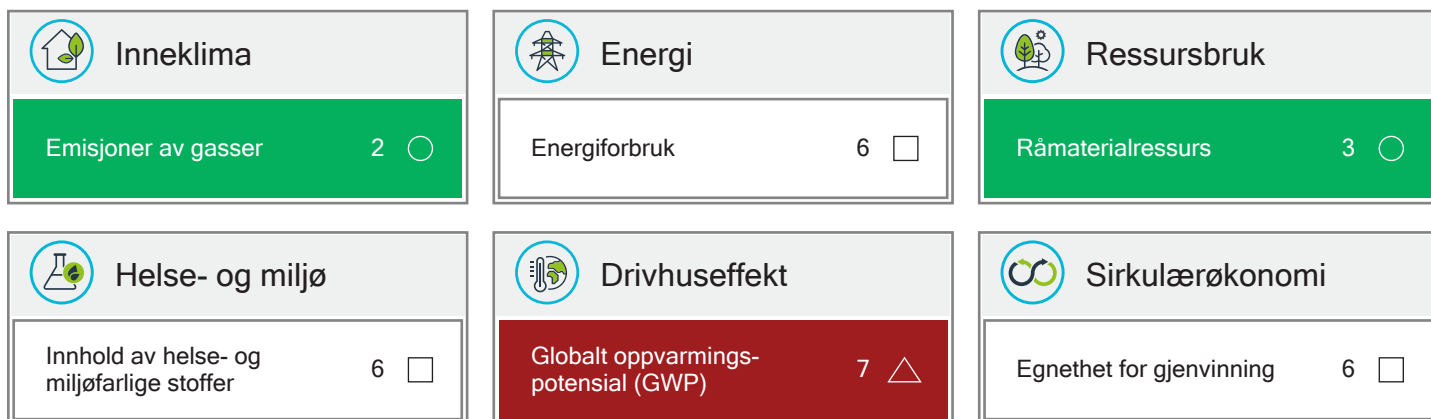 Inneklima
Emisjoner av gasser 2
Energi
Energiforbruk 6
Ressursbruk
Råmaterialressurs 3
Helse- og miljø
Innhold av helse- og
miljøfarlige stoffer 6
Drivhuseffekt
Globalt oppvarmings-
potensial (GWP) 7
Sirkulærøkonomi
Egnethet for gjenvinning 6